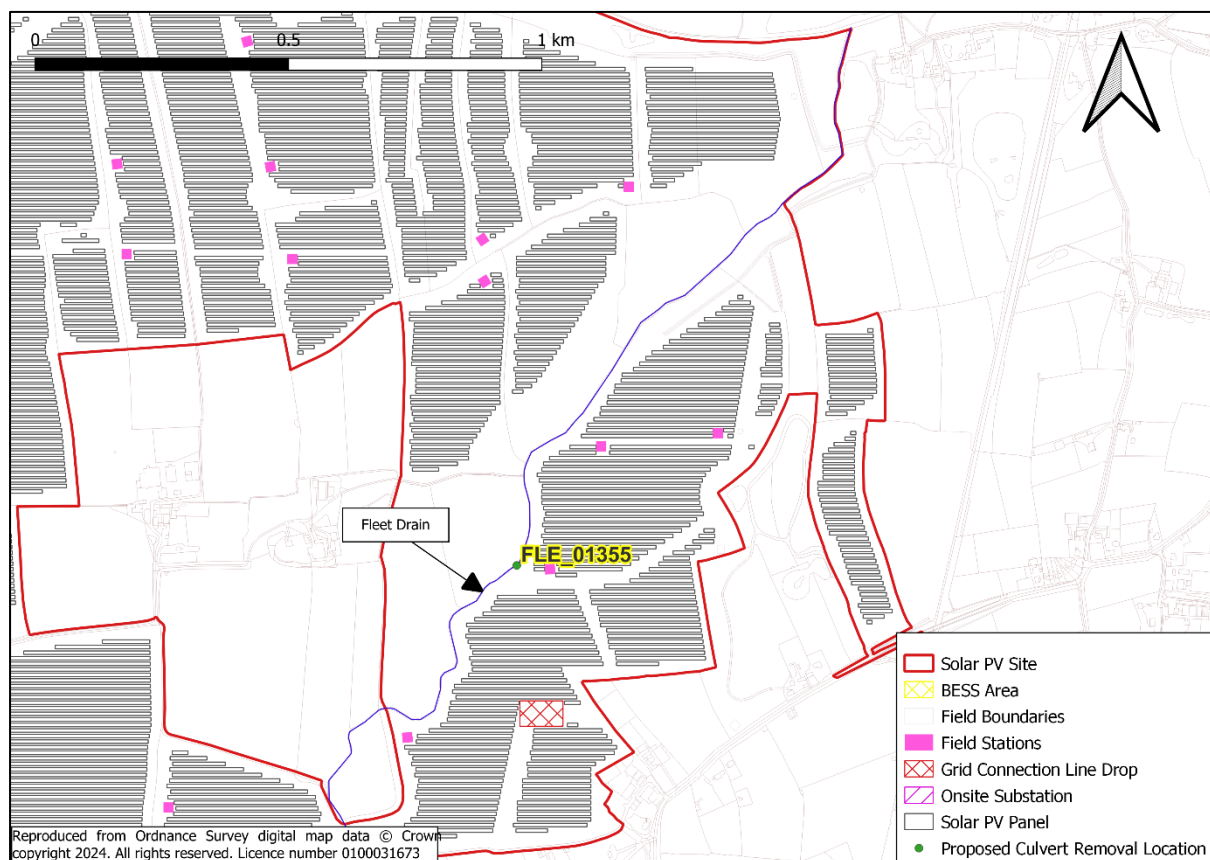 0 0.5 1 km
Fleet Drain
FLE_01355
Solar PV Site
BESS Area
Field Boundaries
Field Stations
Grid Connection Line Drop
Onsite Substation
Solar PV Panel
Proposed Culvert Removal Location
Reproduced from Ordnance Survey digital map data © Crown
copyright 2024. All rights reserved. Licence number 0100031673